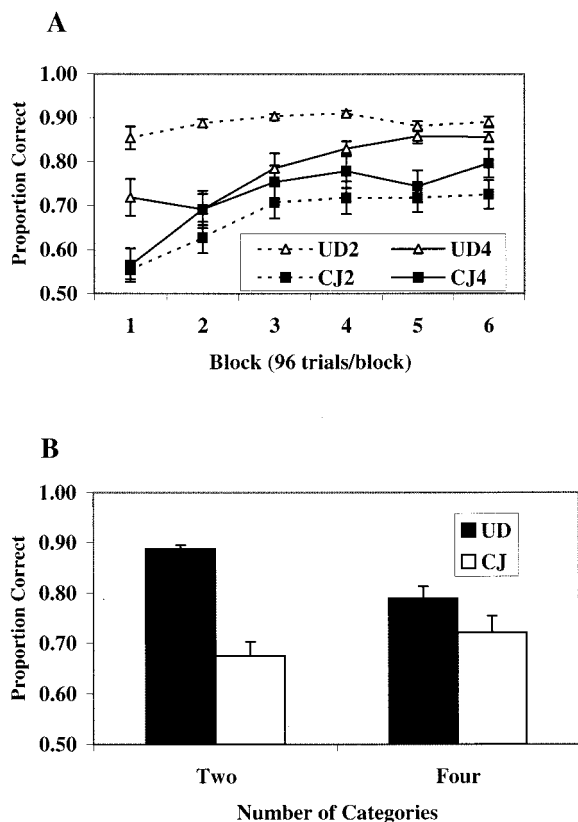 A
1.00
0.90
0.80
0.70
0.60
0.50
Proportion Correct
UD2 UD4
CJ2 CJ4
1 2 3 4 5 6
Block (96 trials/block)
B
1.00
0.90
0.80
0.70
0.60
0.50
Proportion Correct
UD
CJ
Two Four
Number of Categories